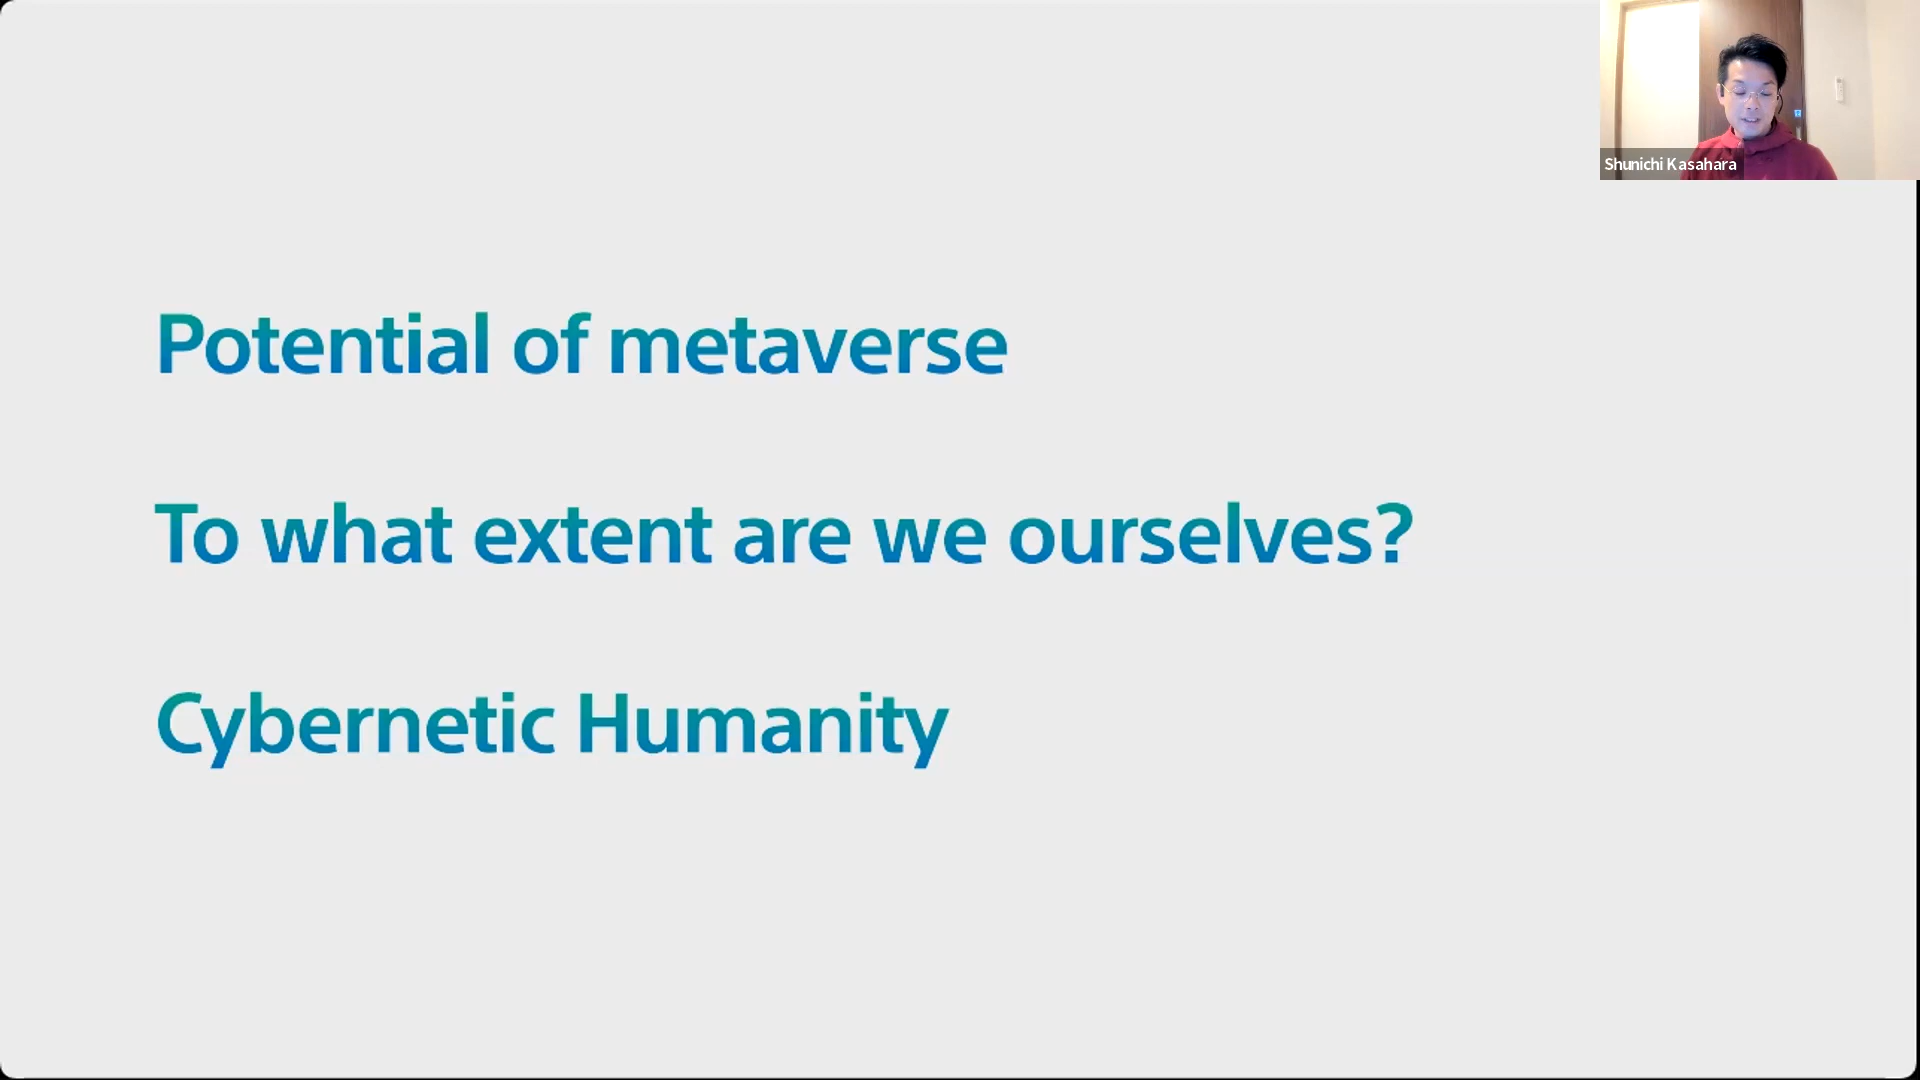 Shunichi Kasahara
Potential of metaverse
To what extent are we ourselves?
Cybernetic Humanity